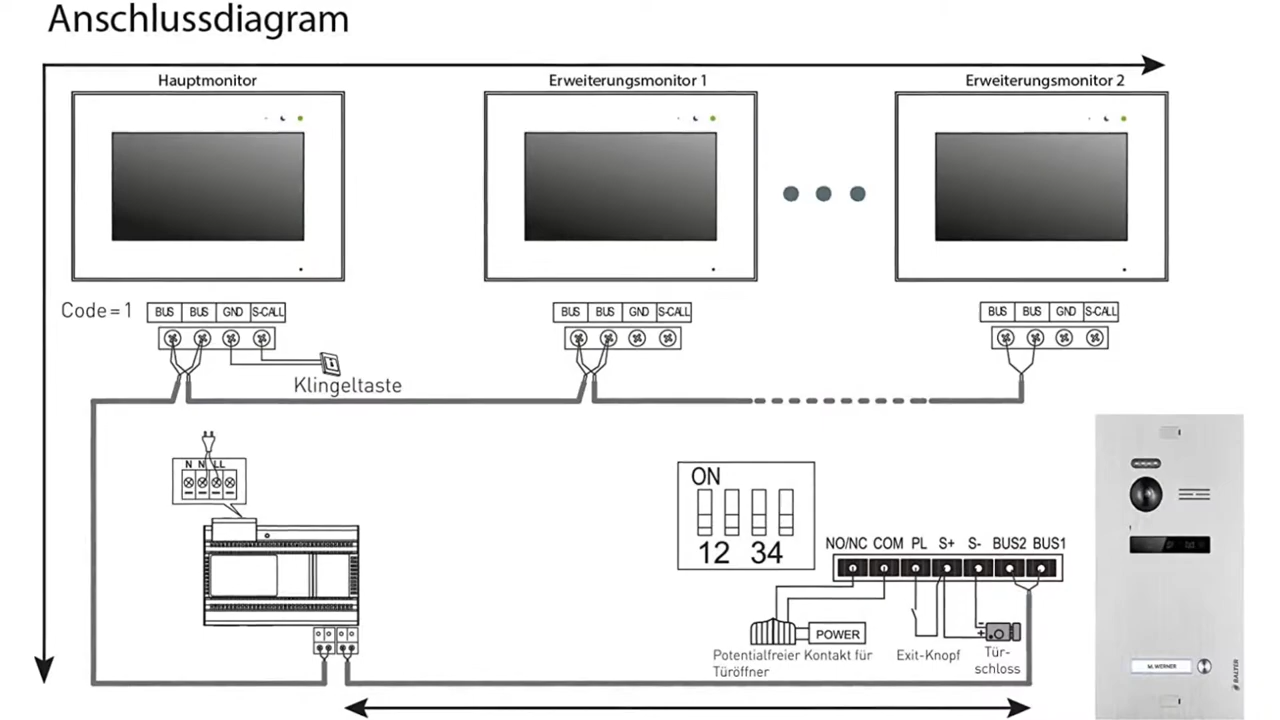 Anschlussdiagram
Hauptmonitor
Erweiterungsmonitor 1
Erweiterungsmonitor 2
Code=1
BUS BUS GND S-CALL
BUS BUS GND S-CALL
BUS BUS GND S-CALL
Klingeltaste
N N L L
ON
12 34
NO/NC COM PL S+ S- BUS2 BUS1
POWER
Potentialfreier Kontakt für
Türöffner
Exit-Knopf
Tür-
schloss
+ -
1
M. WERNER
BALTER